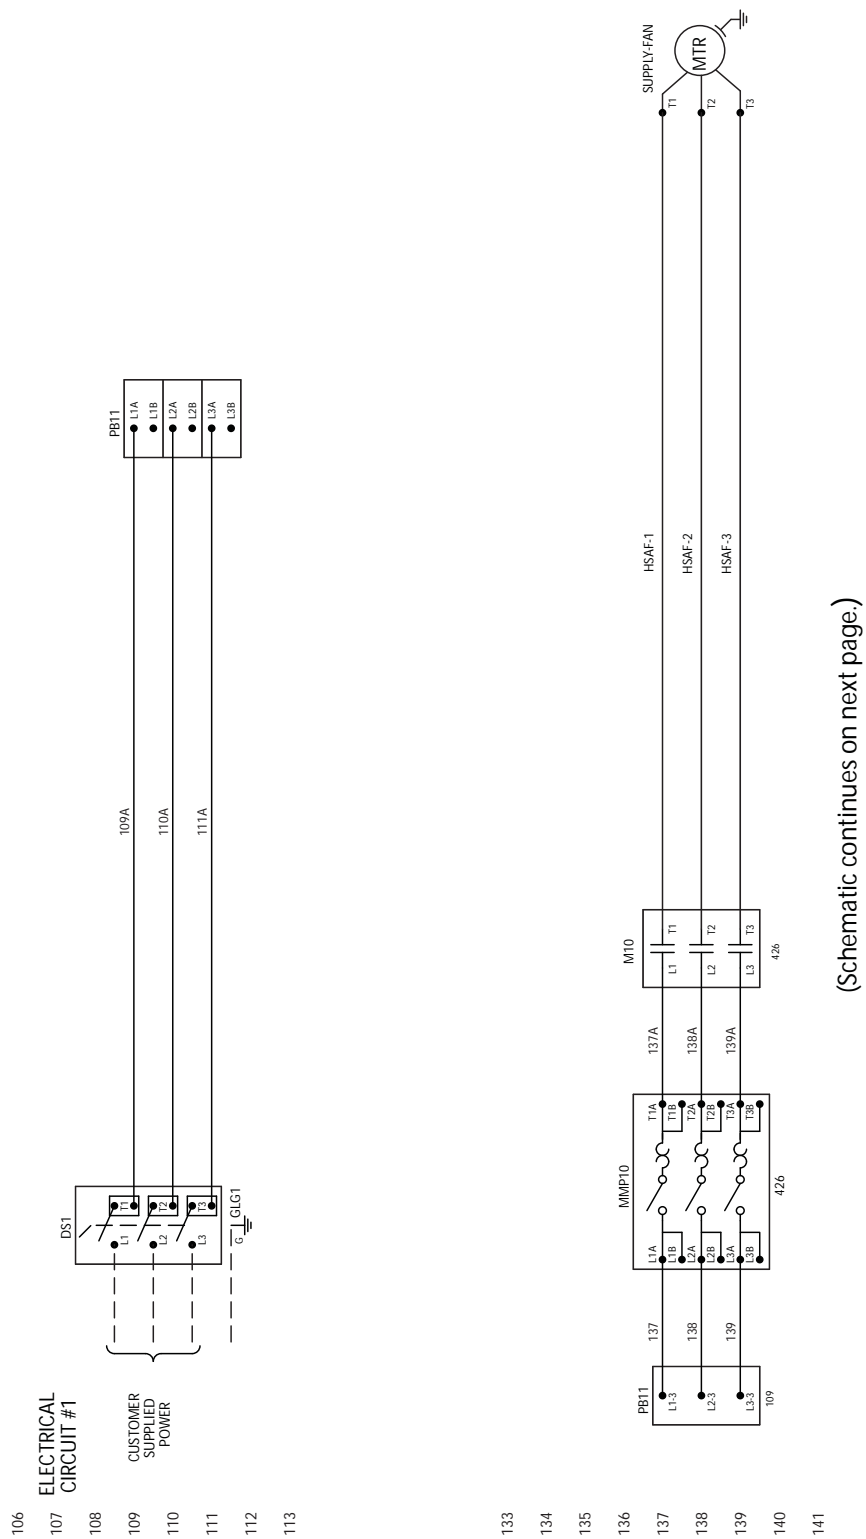 106
107
108
109
110
111
112
113
133
134
135
136
137
138
139
140
141
ELECTRICAL
CIRCUIT #1
CUSTOMER
SUPPLIED
POWER
DS1
L1
L2
L3
T1
T2
T3
G
GLG1
109A
110A
111A
PB11
L1A
L1B
L2A
L2B
L3A
L3B
PB11
L1-3
L2-3
L3-3
109
137
138
139
MMP10
L1A
L1B
L2A
L2B
L3A
L3B
T1A
T1B
T2A
T2B
T3A
T3B
426
137A
138A
139A
M10
L1
L2
L3
T1
T2
T3
426
HSAF-1
HSAF-2
HSAF-3
SUPPLY-FAN
T1
T2
T3
MTR
(Schematic continues on next page.)